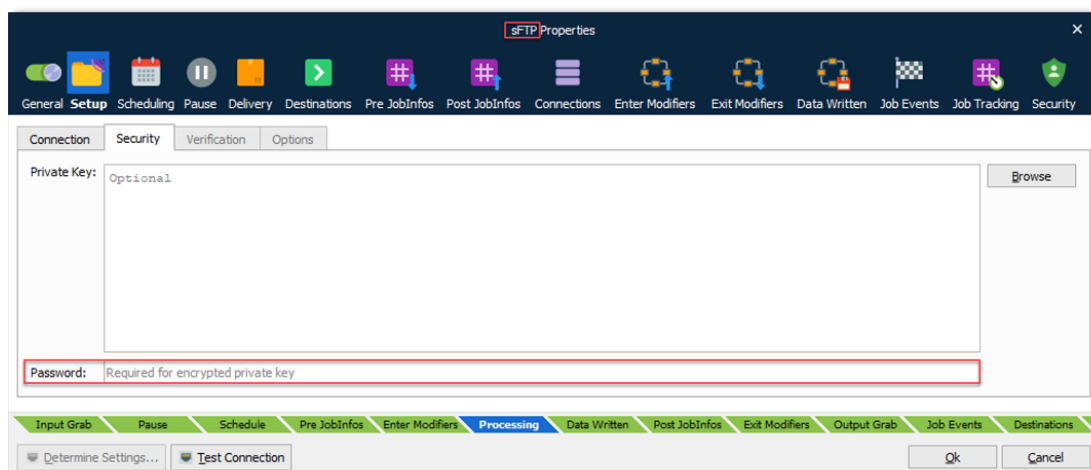 sFTP Properties
General Setup Scheduling Pause Delivery Destinations Pre JobInfos Post JobInfos Connections Enter Modifiers Exit Modifiers Data Written Job Events Job Tracking Security
Connection Security Verification Options
Private Key: Optional Browse
Password: Required for encrypted private key
Input Grab Pause Schedule Pre JobInfos Enter Modifiers Processing Data Written Post JobInfos Exit Modifiers Output Grab Job Events Destinations
Determine Settings... Test Connection Ok Cancel